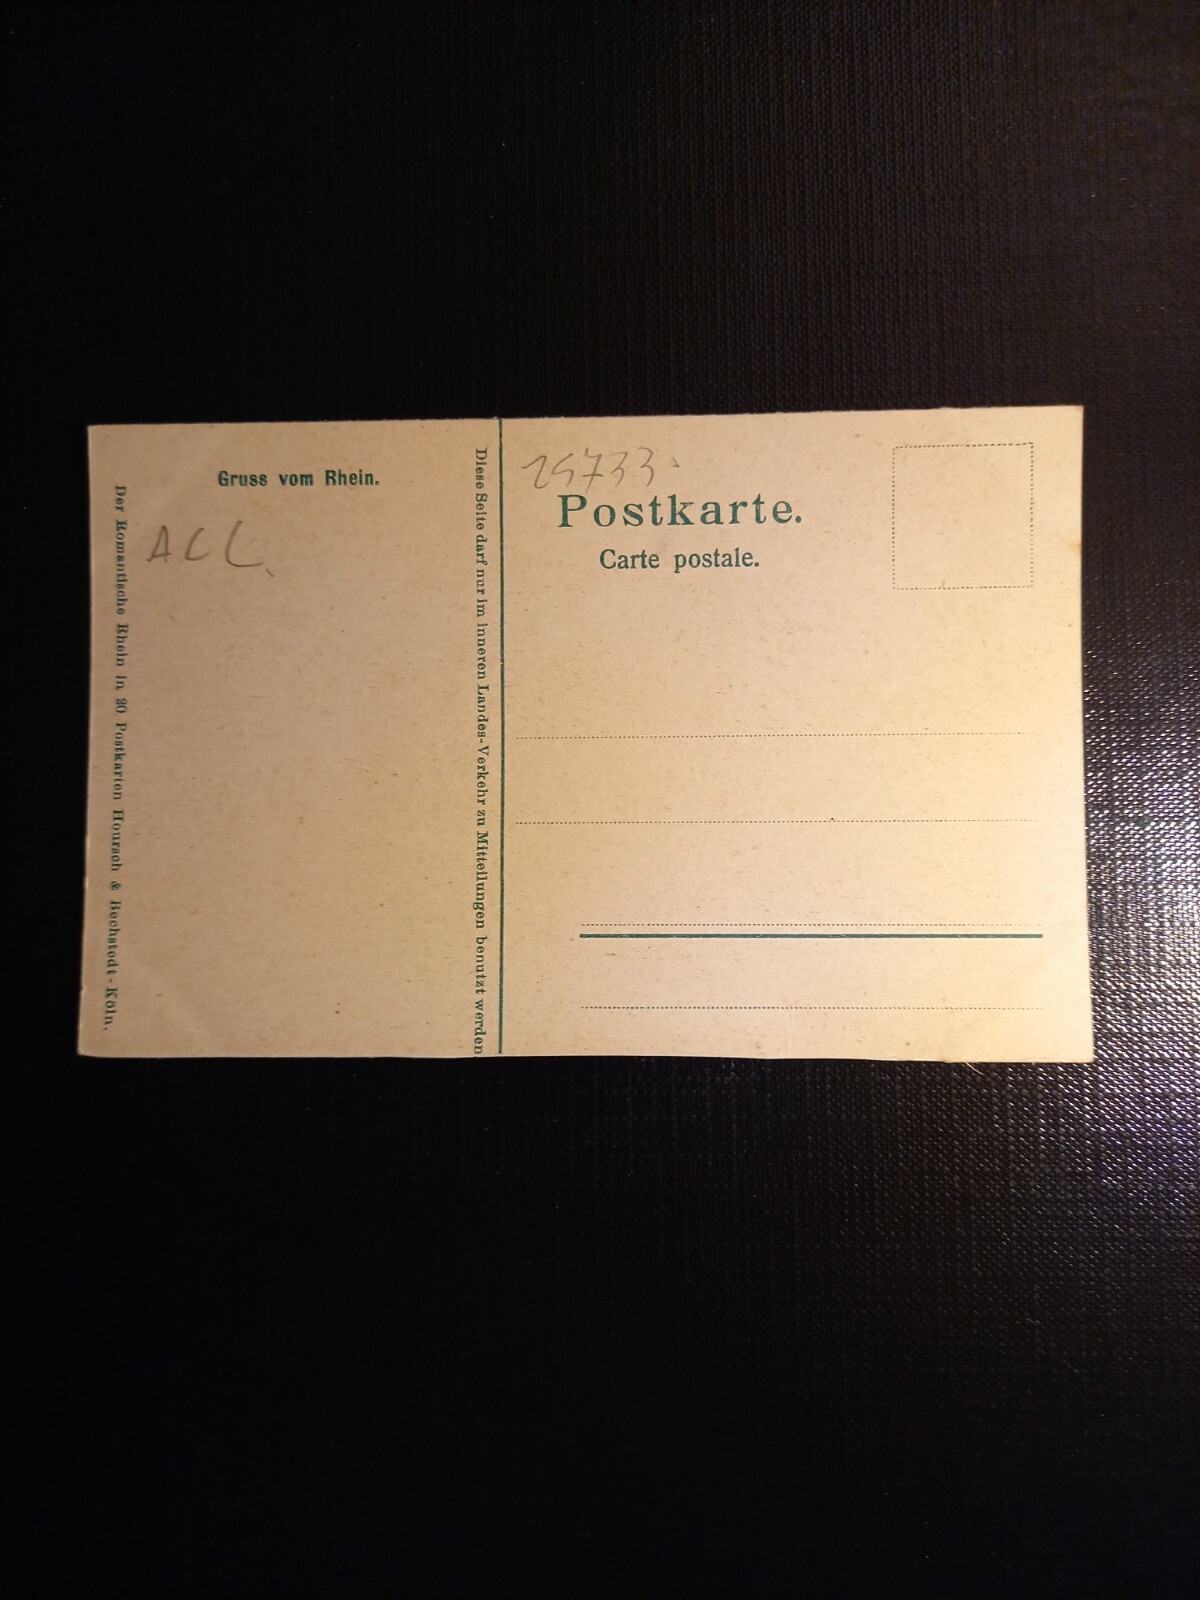 Gruss vom Rhein.
ACL
Der Romantische Rhein in 20 Postkarten Hoursch & Bechstedt-Köln.
Diese Seite darf nur im inneren Landes-Verkehr zu Mitteilungen benutzt werden
25733.
Postkarte.
Carte postale.